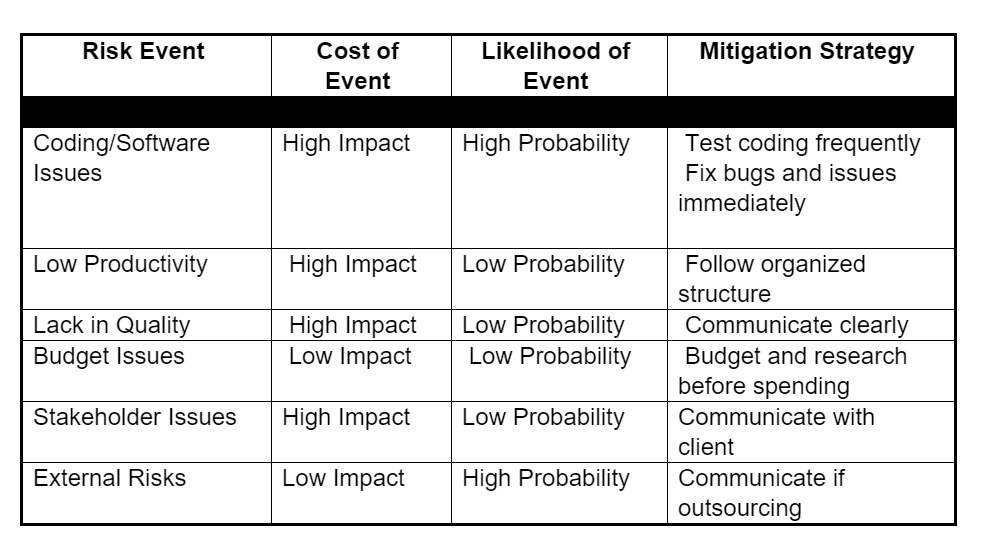 Risk Event
Cost of
Event
Likelihood of
Event
Mitigation Strategy
Coding/Software
Issues
High Impact
High Probability
Test coding frequently
Fix bugs and issues
immediately
Low Productivity
High Impact
Low Probability
Follow organized
structure
Lack in Quality
High Impact
Low Probability
Communicate clearly
Budget Issues
Low Impact
Low Probability
Budget and research
before spending
Stakeholder Issues
High Impact
Low Probability
Communicate with
client
External Risks
Low Impact
High Probability
Communicate if
outsourcing